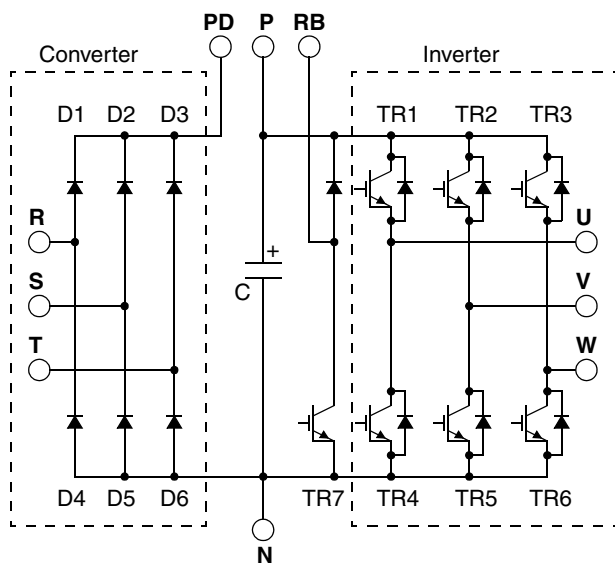 PD P RB
Converter Inverter
D1 D2 D3 TR1 TR2 TR3
R U
+
S C V
T W
D4 D5 D6 TR7 TR4 TR5 TR6
N